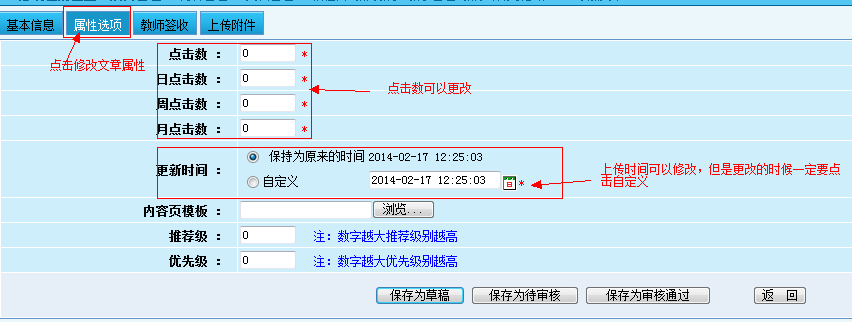 基本信息 属性选项 教师签收 上传附件
点击修改文章属性
点击数： 0 *
日点击数： 0 *
点击数可以更改
周点击数： 0 *
月点击数： 0 *
更新时间： 保持为原来的时间 2014-02-17 12:25:03
自定义 2014-02-17 12:25:03 *
上传时间可以修改，但是更改的时候一定要点
击自定义
内容页模板： 浏览...
推荐级： 0 注：数字越大推荐级别越高
优先级： 0 注：数字越大优先级别越高
保存为草稿 保存为待审核 保存为审核通过 返 回